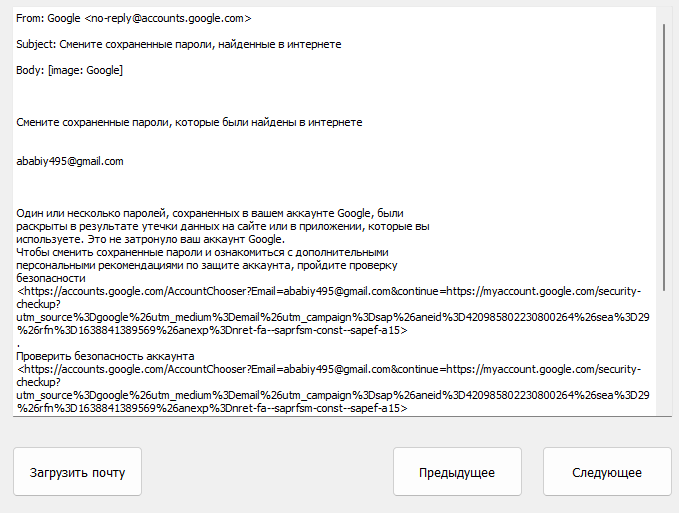 From: Google <no-reply@accounts.google.com>
Subject: Смените сохраненные пароли, найденные в интернете
Body: [image: Google]
Смените сохраненные пароли, которые были найдены в интернете
ababiy495@gmail.com
Один или несколько паролей, сохраненных в вашем аккаунте Google, были
раскрыты в результате утечки данных на сайте или в приложении, которые вы
используете. Это не затронуло ваш аккаунт Google.
Чтобы сменить сохраненные пароли и ознакомиться с дополнительными
персональными рекомендациями по защите аккаунта, пройдите проверку
безопасности
<https://accounts.google.com/AccountChooser?Email=ababiy495@gmail.com&continue=https://myaccount.google.com/security-
checkup?
utm_source%3Dgoogle%26utm_medium%3Demail%26utm_campaign%3Dsap%26aneid%3D420985802230800264%26sea%3D29
%26rfn%3D1638841389569%26anexp%3Dnret-fa--saprfsm-const--sapef-a15>
.
Проверить безопасность аккаунта
<https://accounts.google.com/AccountChooser?Email=ababiy495@gmail.com&continue=https://myaccount.google.com/security-
checkup?
utm_source%3Dgoogle%26utm_medium%3Demail%26utm_campaign%3Dsap%26aneid%3D420985802230800264%26sea%3D29
%26rfn%3D1638841389569%26anexp%3Dnret-fa--saprfsm-const--sapef-a15>
Загрузить почту
Предыдущее
Следующее